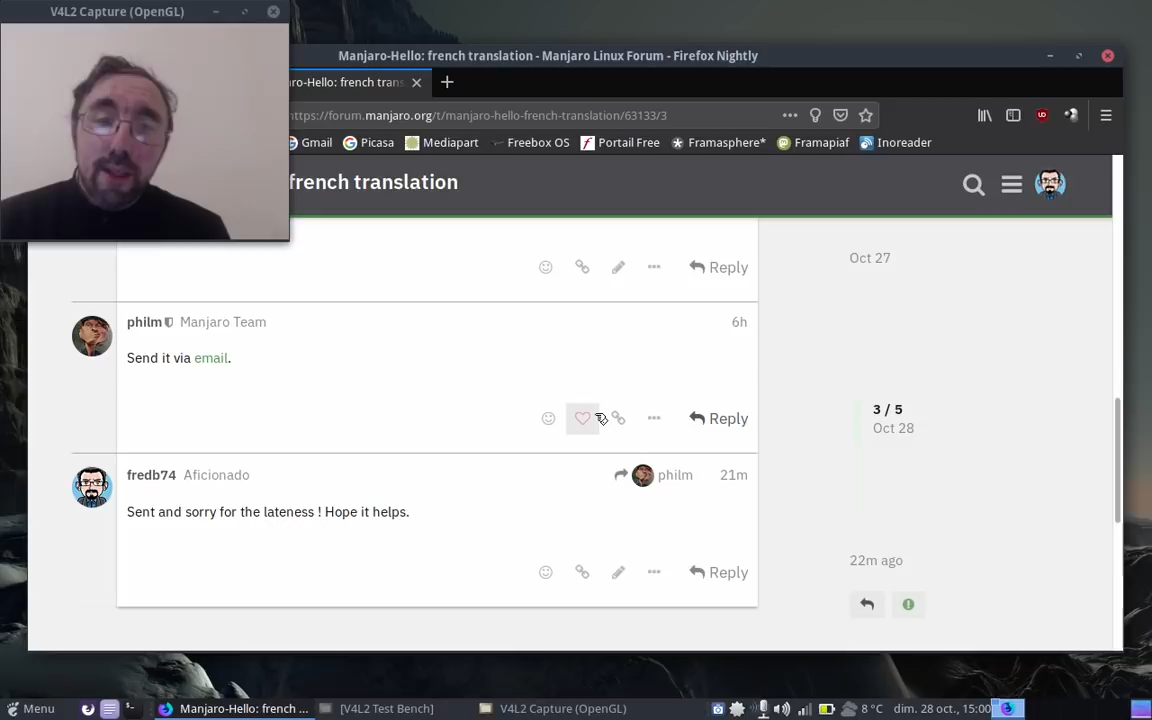 V4L2 Capture (OpenGL)
Manjaro-Hello: french translation - Manjaro Linux Forum - Firefox Nightly
ro-Hello: french trans
https://forum.manjaro.org/t/manjaro-hello-french-translation/63133/3
Gmail Picasa Mediapart Freebox OS Portail Free Framasphere* Framapiaf Inoreader
french translation
Oct 27
Reply
philm Manjaro Team 6h
Send it via email.
3 / 5
Oct 28
Reply
fredb74 Aficionado philm 21m
Sent and sorry for the lateness ! Hope it helps.
22m ago
Reply
Menu Manjaro-Hello: french ... [V4L2 Test Bench] V4L2 Capture (OpenGL) 8 °C dim. 28 oct., 15:00